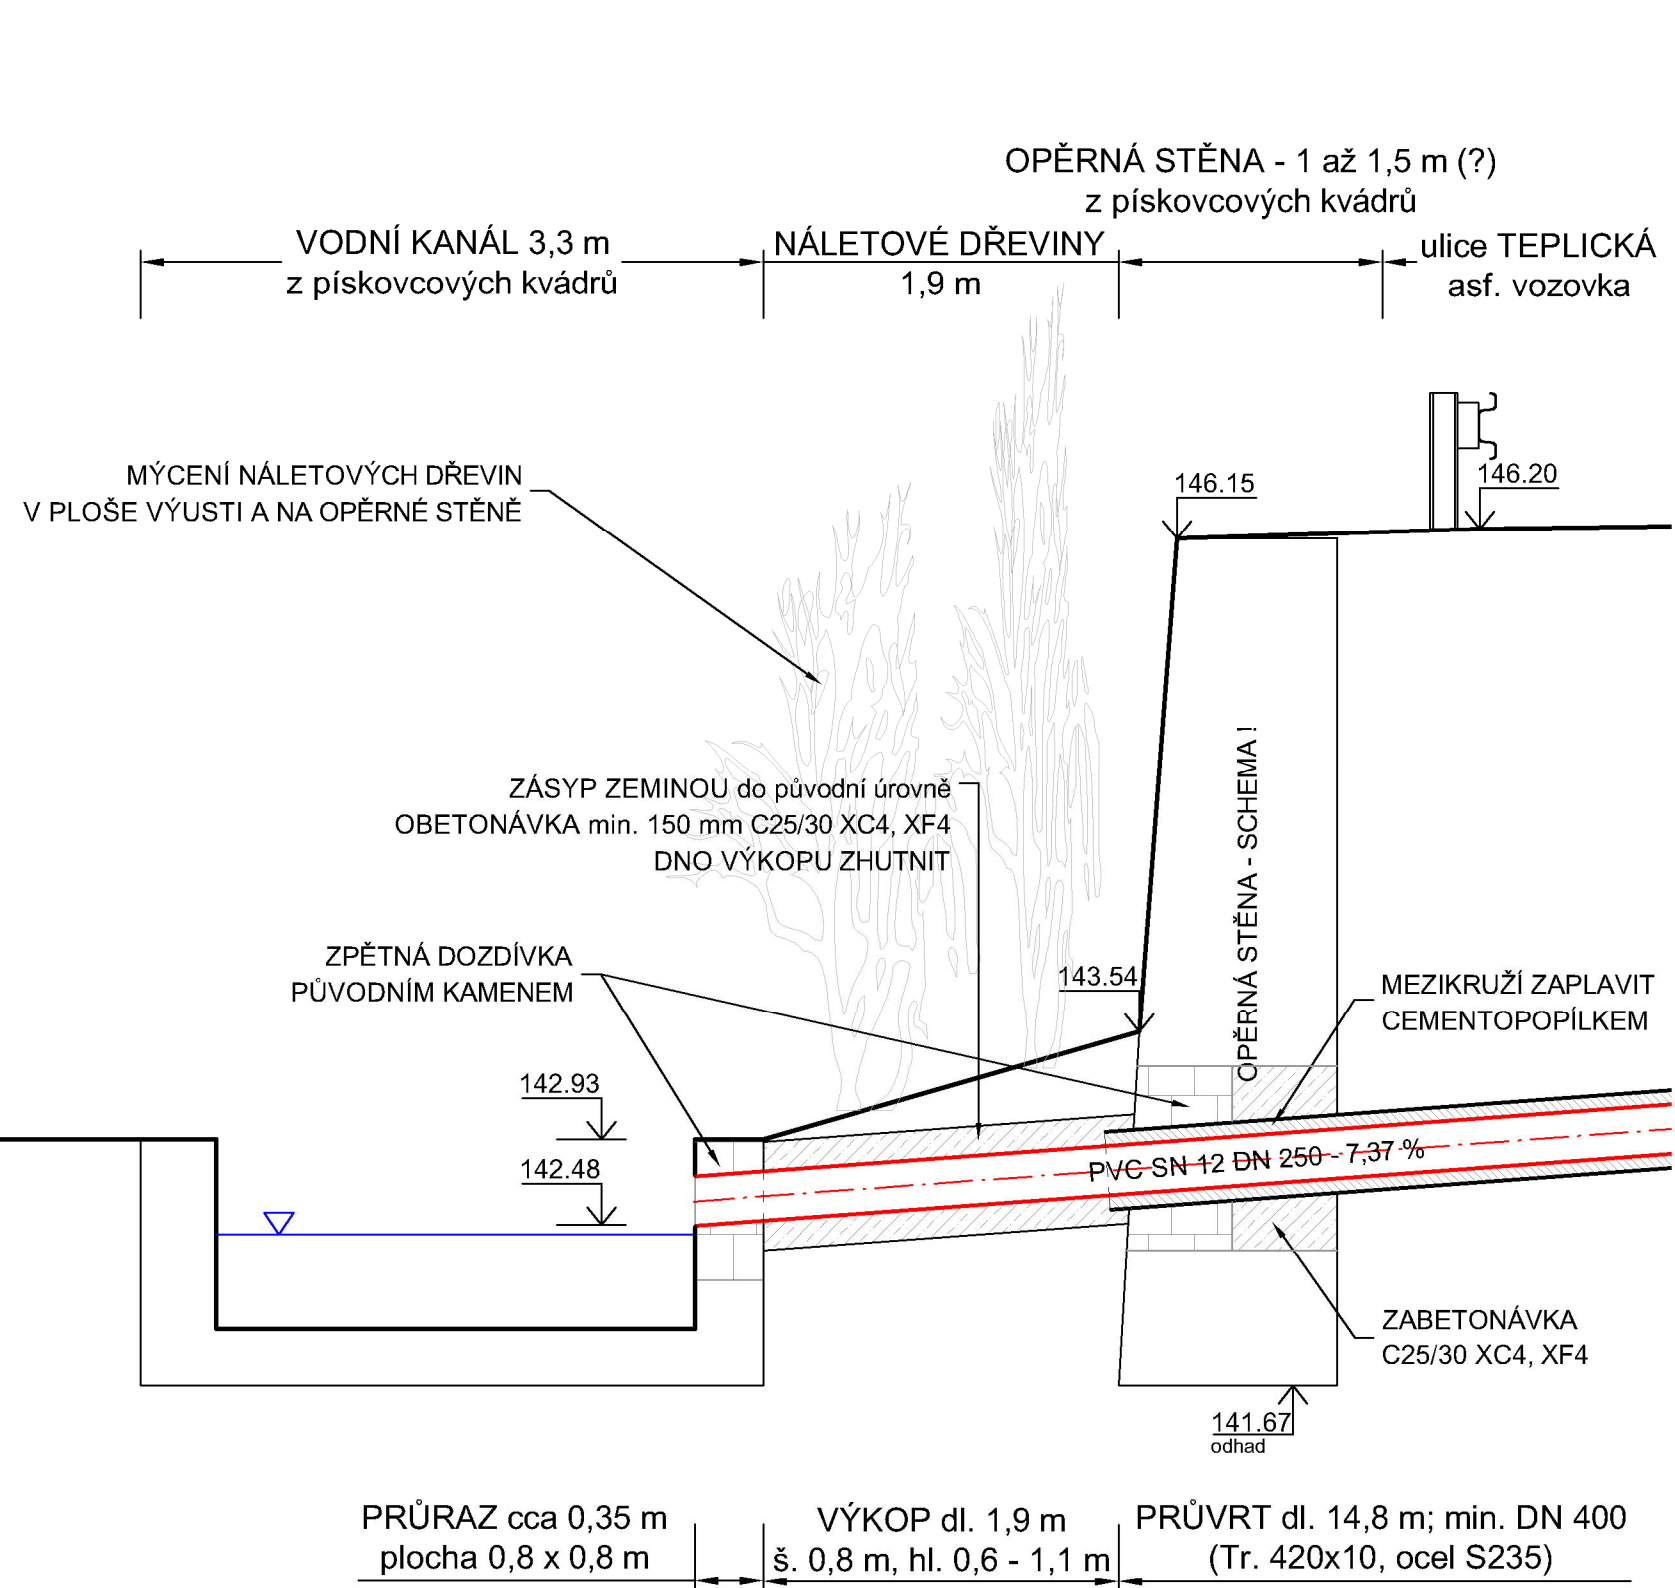 OPĚRNÁ STĚNA - 1 až 1,5 m (?)
z pískovcových kvádrů
VODNÍ KANÁL 3,3 m
z pískovcových kvádrů
NÁLETOVÉ DŘEVINY
1,9 m
ulice TEPLICKÁ
asf. vozovka
MÝCENÍ NÁLETOVÝCH DŘEVIN
V PLOŠE VÝUSTI A NA OPĚRNÉ STĚNĚ
146.15
146.20
ZÁSYP ZEMINOU do původní úrovně
OBETONÁVKA min. 150 mm C25/30 XC4, XF4
DNO VÝKOPU ZHUTNIT
OPĚRNÁ STĚNA - SCHEMA !
ZPĚTNÁ DOZDÍVKA
PŮVODNÍM KAMENEM
143.54
MEZIKRUŽÍ ZAPLAVIT
CEMENTOPOPÍLKEM
142.93
142.48
PVC SN 12 DN 250 - 7,37 %
ZABETONÁVKA
C25/30 XC4, XF4
141.67
odhad
PRŮRAZ cca 0,35 m
plocha 0,8 x 0,8 m
VÝKOP dl. 1,9 m
š. 0,8 m, hl. 0,6 - 1,1 m
PRŮVRT dl. 14,8 m; min. DN 400
(Tr. 420x10, ocel S235)